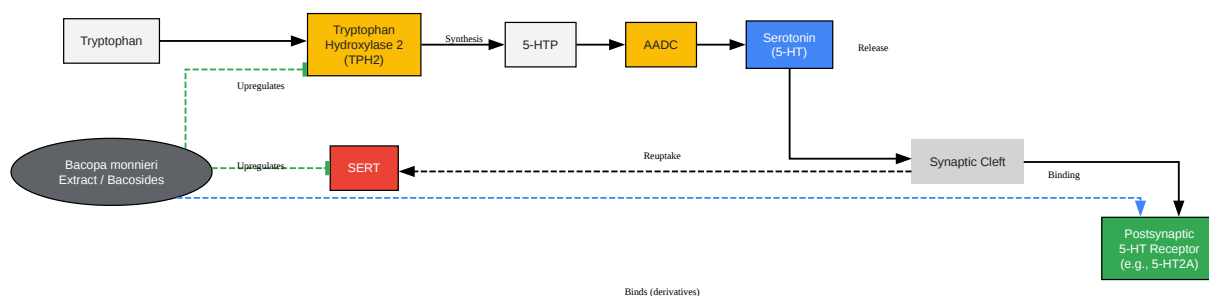 Tryptophan
Tryptophan
Hydroxylase 2
(TPH2)
Synthesis
5-HTP
AADC
Serotonin
(5-HT)
Release
Upregulates
Bacopa monnieri
Extract / Bacosides
Upregulates
SERT
Reuptake
Synaptic Cleft
Binding
Postsynaptic
5-HT Receptor
(e.g., 5-HT2A)
Binds (derivatives)